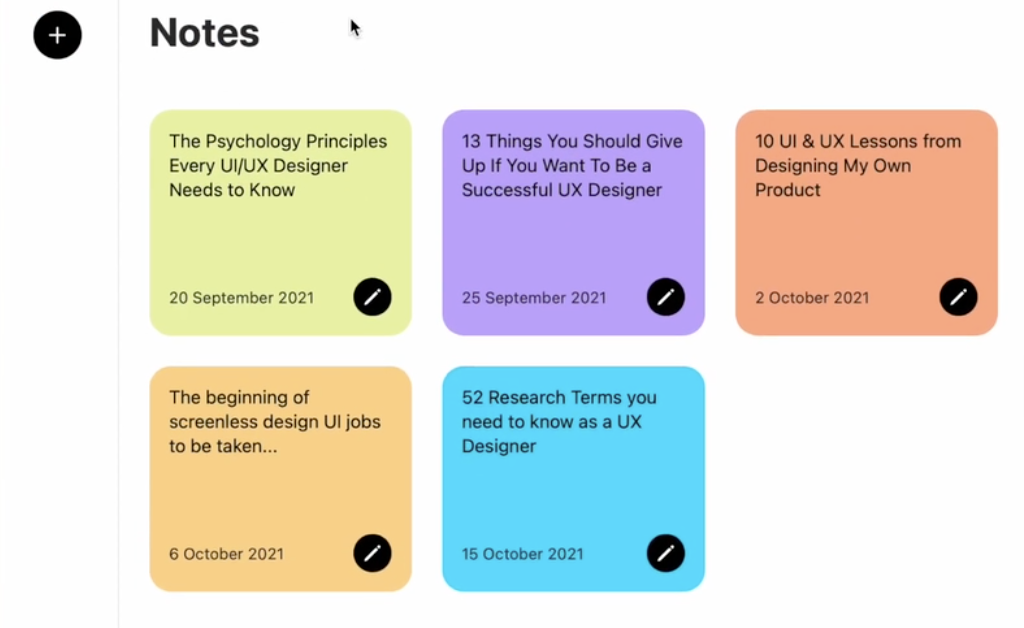 Notes
The Psychology Principles
Every UI/UX Designer
Needs to Know
20 September 2021
13 Things You Should Give
Up If You Want To Be a
Successful UX Designer
25 September 2021
10 UI & UX Lessons from
Designing My Own
Product
2 October 2021
The beginning of
screenless design UI jobs
to be taken...
6 October 2021
52 Research Terms you
need to know as a UX
Designer
15 October 2021